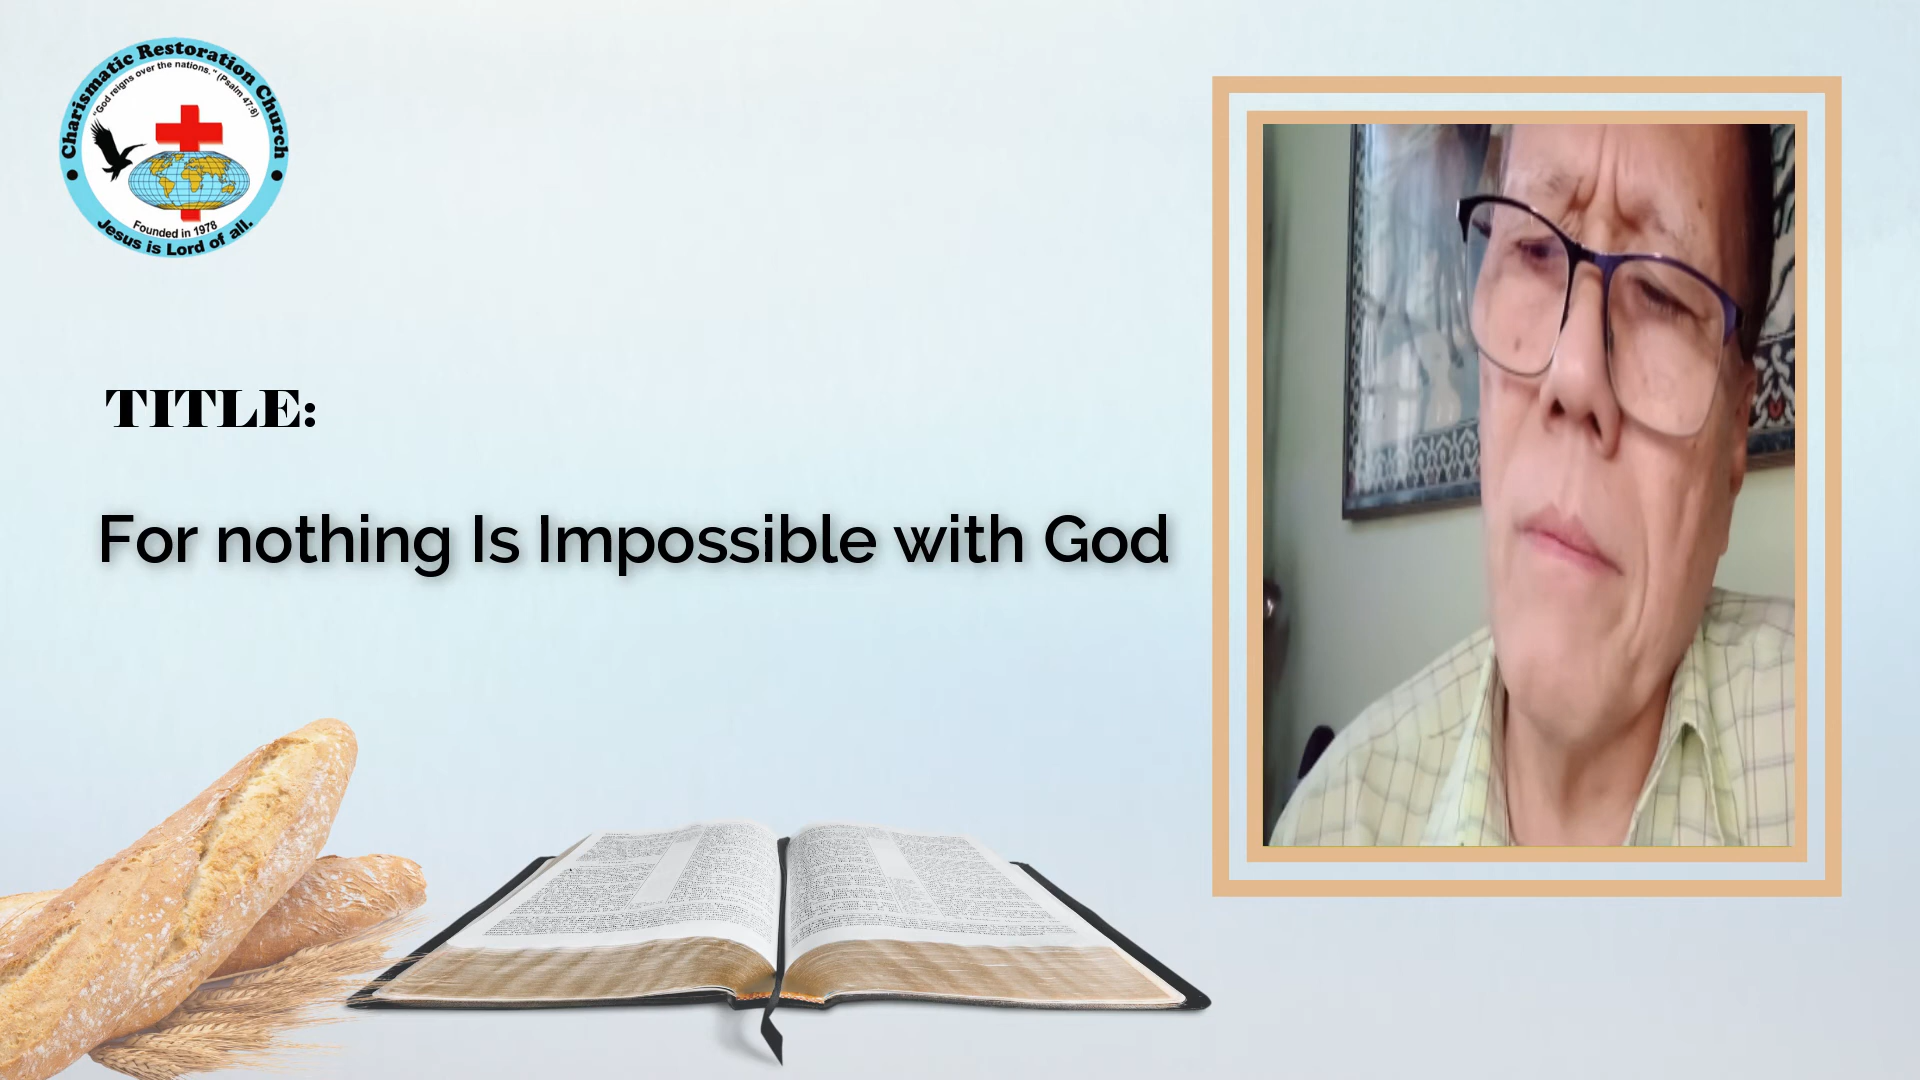 Charismatic Restoration Church
"God reigns over the nations." (Psalm 47:8)
Founded in 1978
Jesus is Lord of all.
TITLE:
For nothing Is Impossible with God